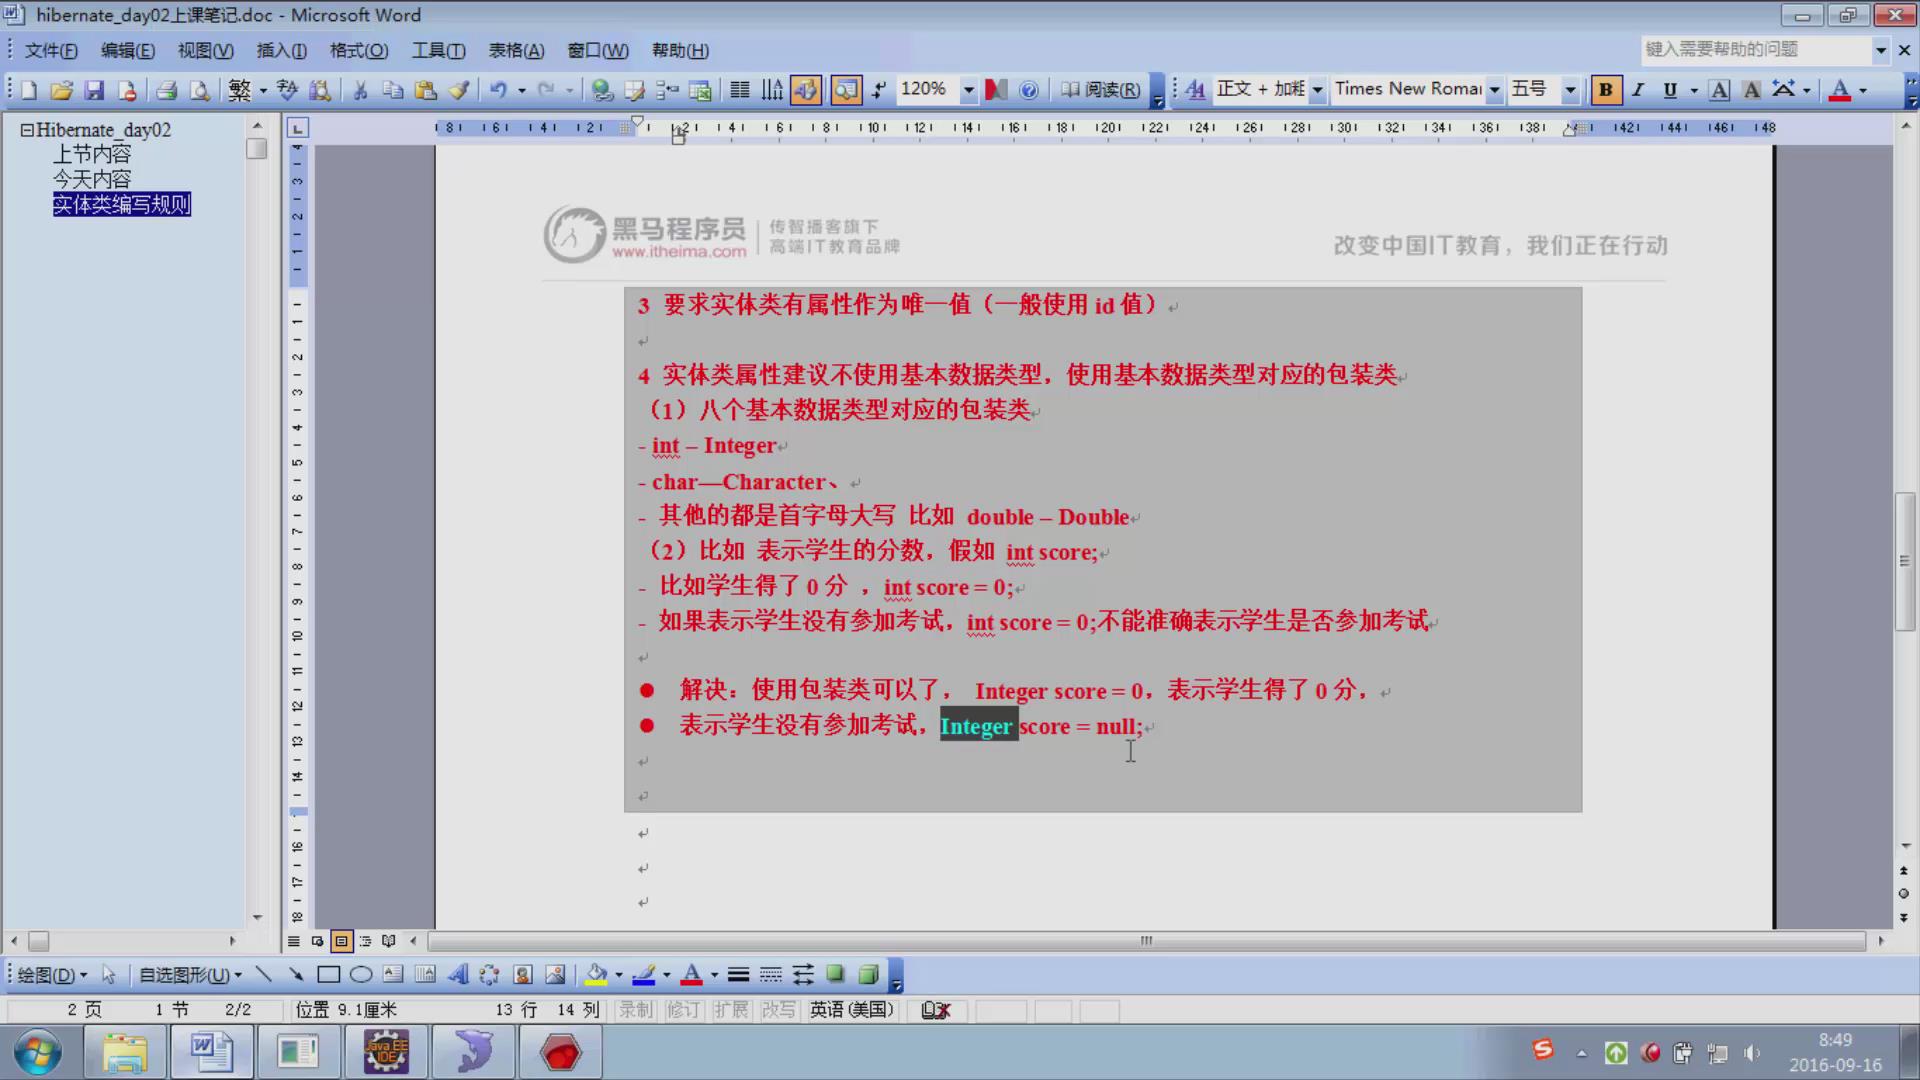 hibernate_day02上课笔记.doc - Microsoft Word
文件(F) 编辑(E) 视图(V) 插入(I) 格式(O) 工具(T) 表格(A) 窗口(W) 帮助(H)
键入需要帮助的问题
繁
120%
阅读(R)
正文 + 加粗
Times New Roman
五号
B I U A A A
Hibernate_day02
上节内容
今天内容
实体类编写规则
黑马程序员
www.itheima.com
传智播客旗下
高端IT教育品牌
改变中国IT教育，我们正在行动
3 要求实体类有属性作为唯一值（一般使用 id 值）
4 实体类属性建议不使用基本数据类型，使用基本数据类型对应的包装类
（1）八个基本数据类型对应的包装类
- int – Integer
- char—Character、
- 其他的都是首字母大写 比如 double – Double
（2）比如 表示学生的分数，假如 int score;
- 比如学生得了 0 分 ，int score = 0;
- 如果表示学生没有参加考试，int score = 0;不能准确表示学生是否参加考试
● 解决：使用包装类可以了， Integer score = 0，表示学生得了 0 分，
● 表示学生没有参加考试，Integer score = null;
绘图(D) 自选图形(U)
2 页 1 节 2/2 位置 9.1厘米 13 行 14 列 录制 修订 扩展 改写 英语(美国)
Java EE
IDE
8:49
2016-09-16